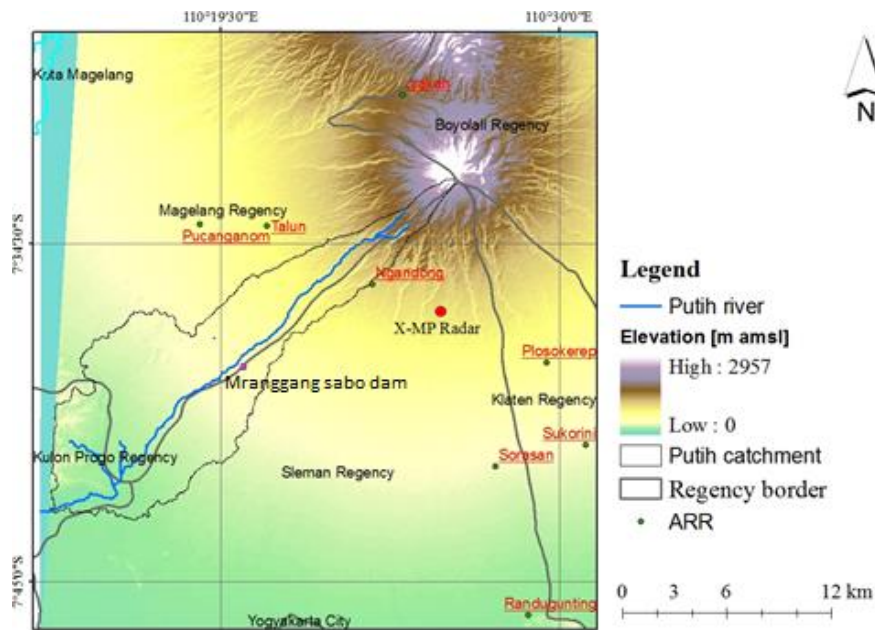 110°19'30"E
110°30'0"E
Kota Magelang
Boyolali Regency
N
Magelang Regency
Pucanganom
Talun
7°34'30"S
Ngandong
X-MP Radar
Plosokerep
Mranggang sabo dam
Klaten Regency
Sukorini
Kulon Progo Regency
Sorasan
Sleman Regency
7°45'0"S
Randugunting
Yogyakarta City
Legend
Putih river
Elevation [m amsl]
High : 2957
Low : 0
Putih catchment
Regency border
ARR
0 3 6 12 km